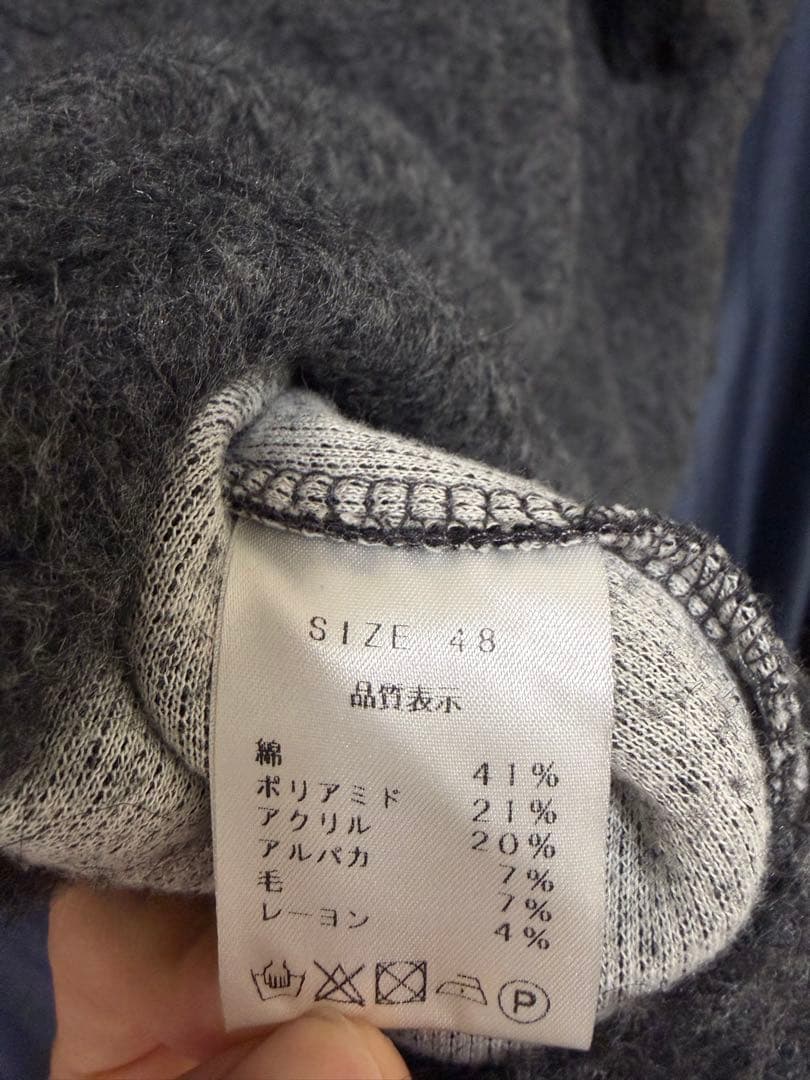 SIZE 48
品質表示
綿 41%
ポリアミド 21%
アクリル 20%
アルパカ 7%
毛 7%
レーヨン 4%
P